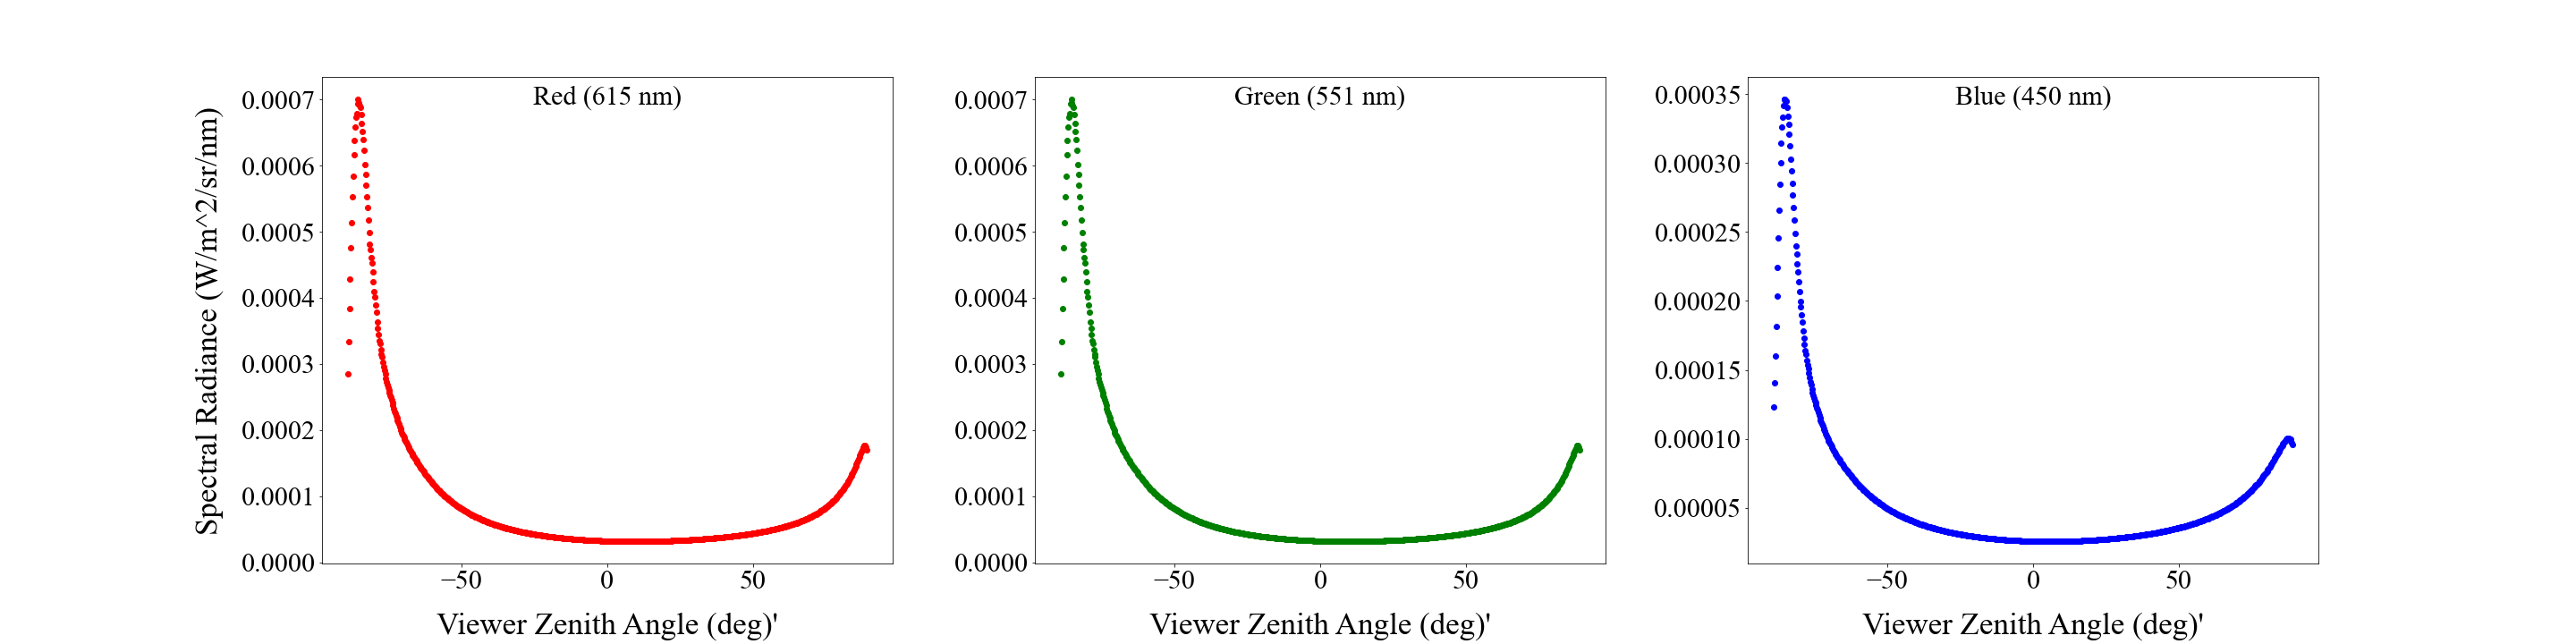 Red (615 nm)
Spectral Radiance (W/m^2/sr/nm)
0.0007
0.0006
0.0005
0.0004
0.0003
0.0002
0.0001
0.0000
−50 0 50
Viewer Zenith Angle (deg)'
Green (551 nm)
0.0007
0.0006
0.0005
0.0004
0.0003
0.0002
0.0001
0.0000
−50 0 50
Viewer Zenith Angle (deg)'
Blue (450 nm)
0.00035
0.00030
0.00025
0.00020
0.00015
0.00010
0.00005
−50 0 50
Viewer Zenith Angle (deg)'